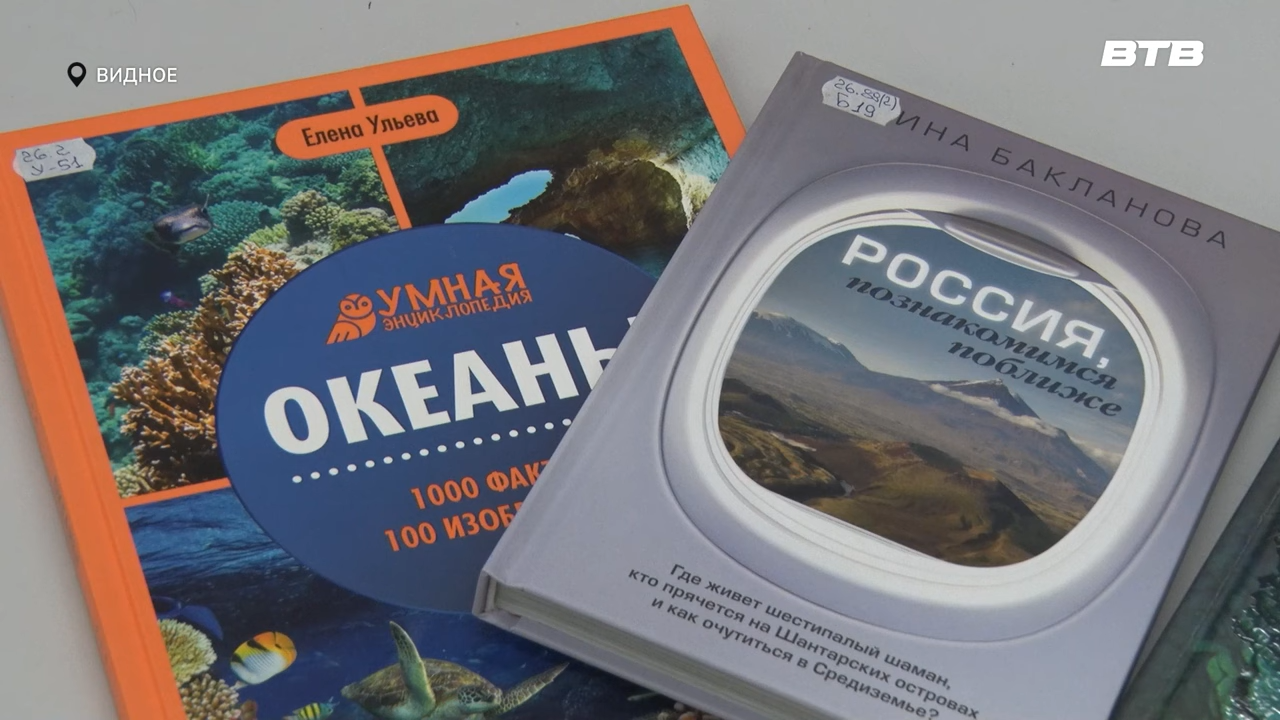 ВИДНОЕ
ВТВ
26.2
У-51
Елена Ульева
УМНАЯ
ЭНЦИКЛОПЕДИЯ
ОКЕАНЫ
1000 ФАК
100 ИЗОБ
26.89(2)
Б19
ИНА БАКЛАНОВА
РОССИЯ,
познакомимся
поближе
Где живет шестипалый шаман,
кто прячется на Шантарских островах
и как очутиться в Средиземье?